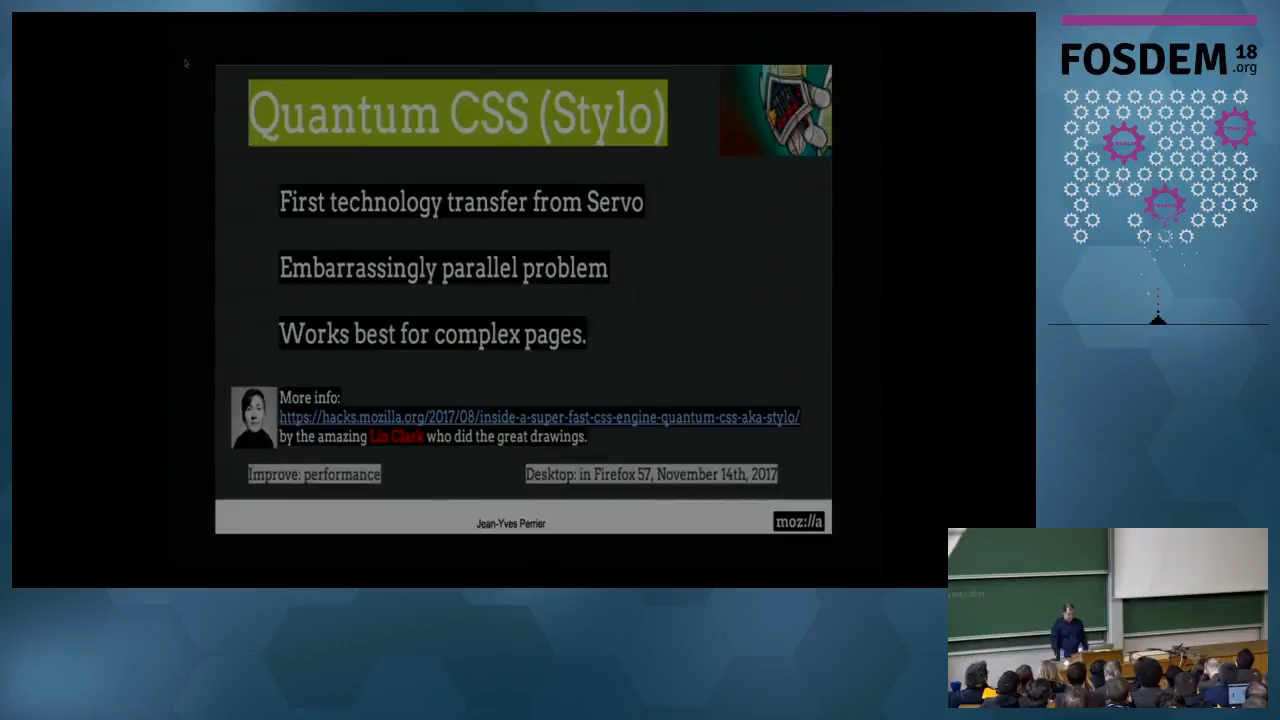 Quantum CSS (Stylo)
First technology transfer from Servo
Embarrassingly parallel problem
Works best for complex pages.
More info:
https://hacks.mozilla.org/2017/08/inside-a-super-fast-css-engine-quantum-css-aka-stylo/
by the amazing Lin Clark who did the great drawings.
Improve: performance
Desktop: in Firefox 57, November 14th, 2017
Jean-Yves Perrier
moz://a
FOSDEM 18
.org